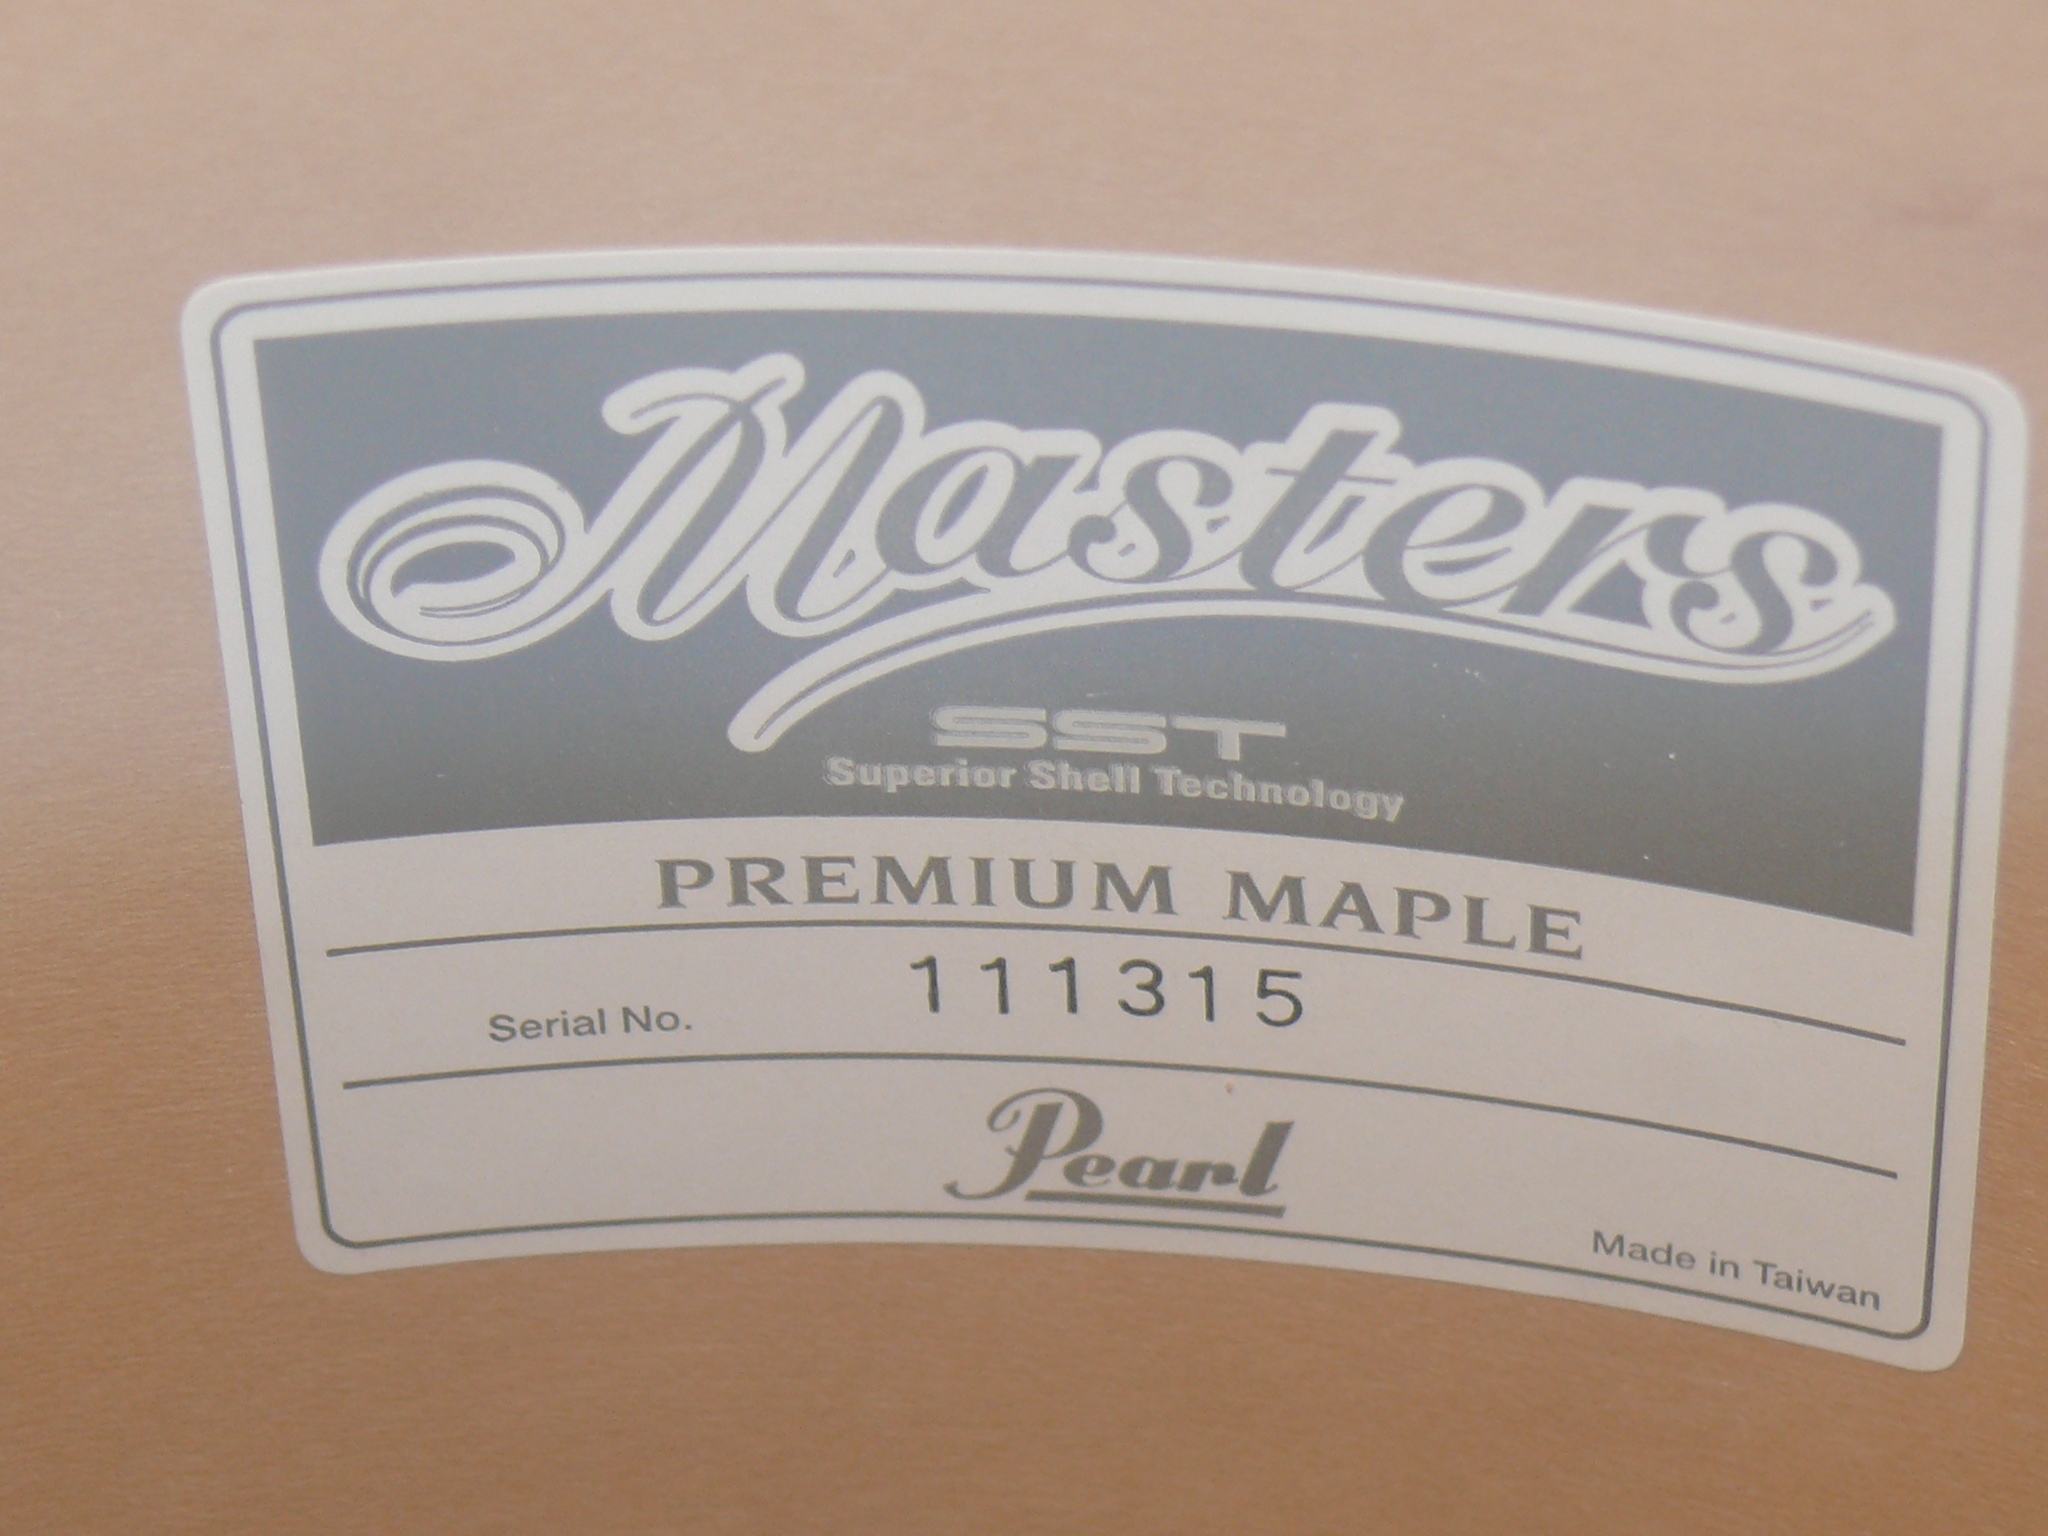 Masters
SST
Superior Shell Technology
PREMIUM MAPLE
Serial No. 111315
Pearl
Made in Taiwan